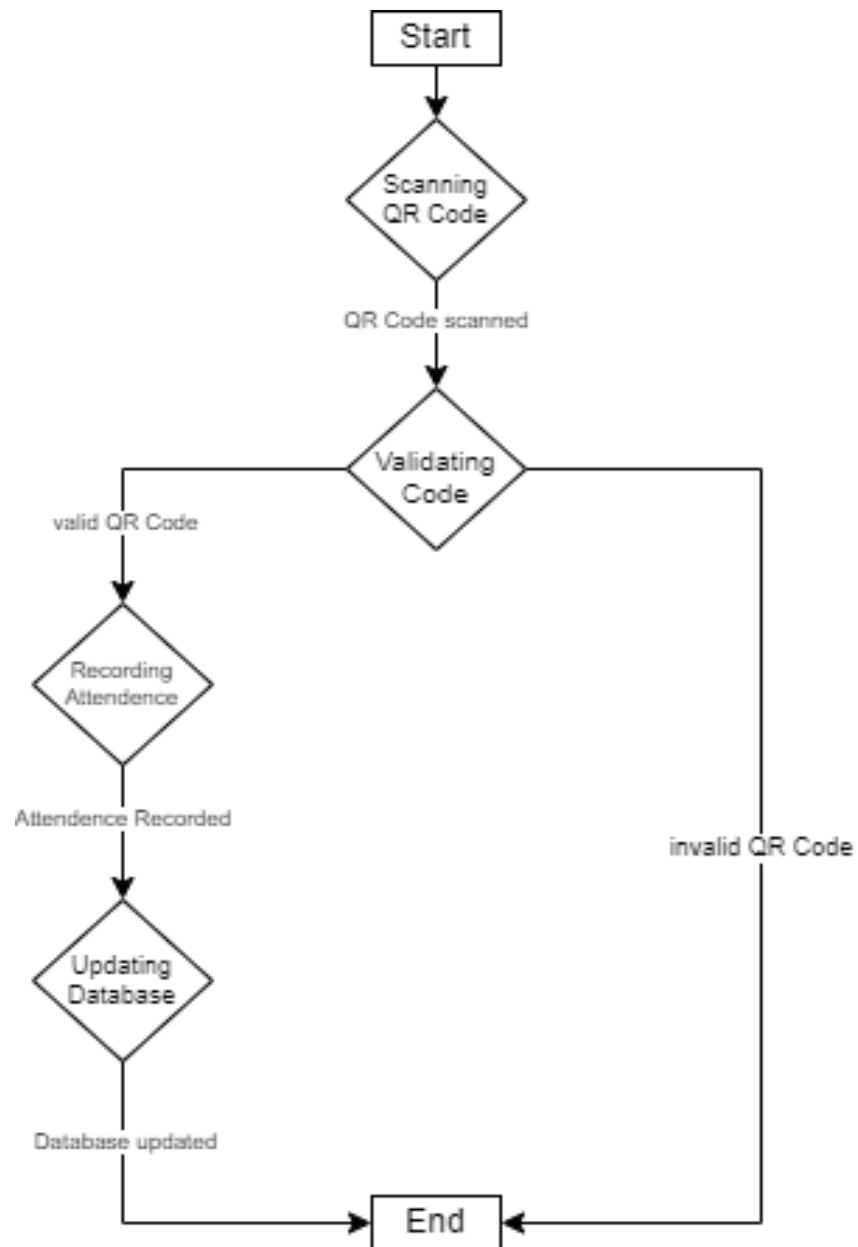 Start
Scanning
QR Code
QR Code scanned
Validating
Code
valid QR Code
Recording
Attendence
Attendence Recorded
invalid QR Code
Updating
Database
Database updated
End